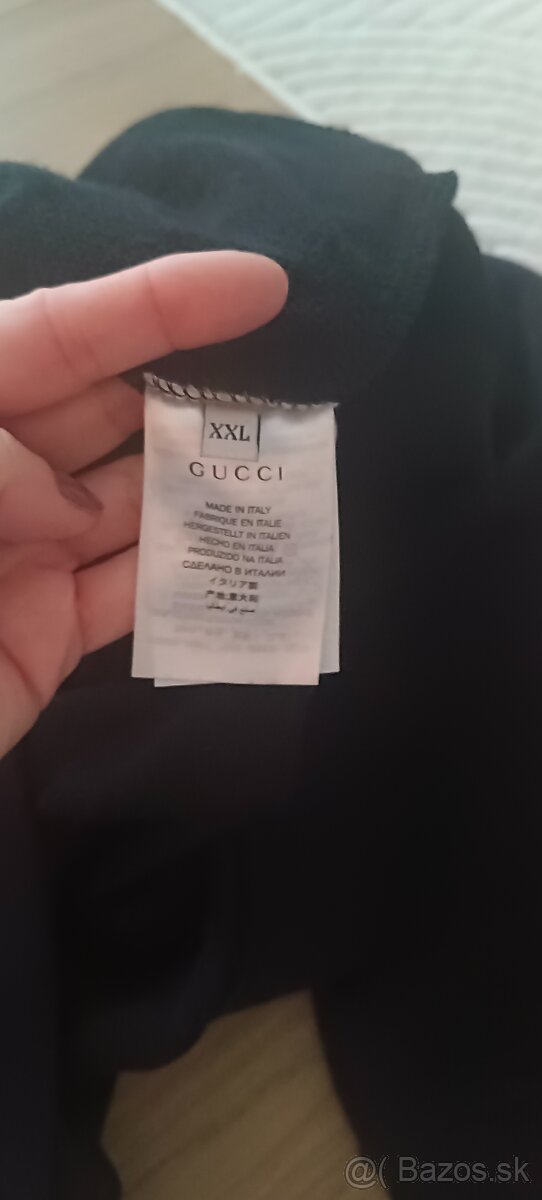 XXL
GUCCI
MADE IN ITALY
FABRIQUE EN ITALIE
HERGESTELLT IN ITALIEN
HECHO EN ITALIA
PRODUZIDO NA ITALIA
СДЕЛАНО В ИТАЛИИ
イタリア製
产地:意大利
صنع في إيطاليا
@( Bazos.sk